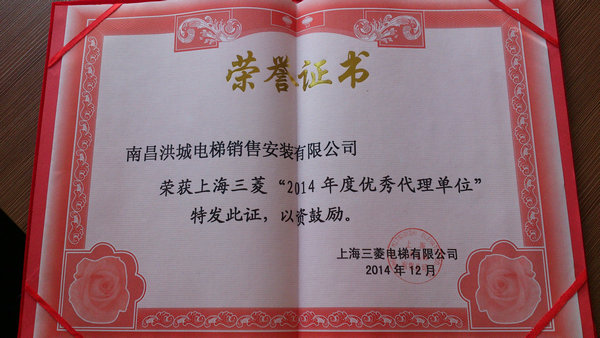 荣誉证书
南昌洪城电梯销售安装有限公司
荣获上海三菱“2014年度优秀代理单位”
特发此证，以资鼓励。
上海三菱电梯有限公司
2014年12月